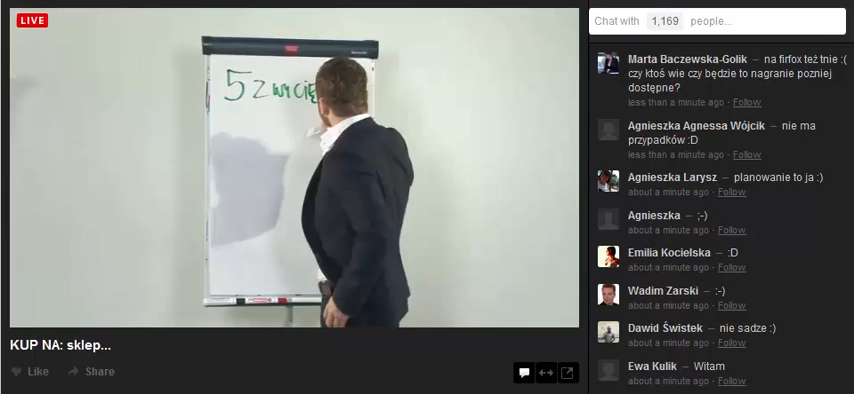 LIVE
5 ZWYCIĘ
KUP NA: sklep...
Like
Share
Chat with 1,169 people...
Marta Baczewska-Golik – na firfox też tnie :(
czy ktoś wie czy będzie to nagranie pozniej
dostępne?
less than a minute ago · Follow
Agnieszka Agnessa Wójcik – nie ma
przypadków :D
less than a minute ago · Follow
Agnieszka Larysz – planowanie to ja :)
about a minute ago · Follow
Agnieszka – ;-)
about a minute ago · Follow
Emilia Kocielska – :D
about a minute ago · Follow
Wadim Zarski – :-)
about a minute ago · Follow
Dawid Świstek – nie sadze :)
about a minute ago · Follow
Ewa Kulik – Witam
about a minute ago · Follow